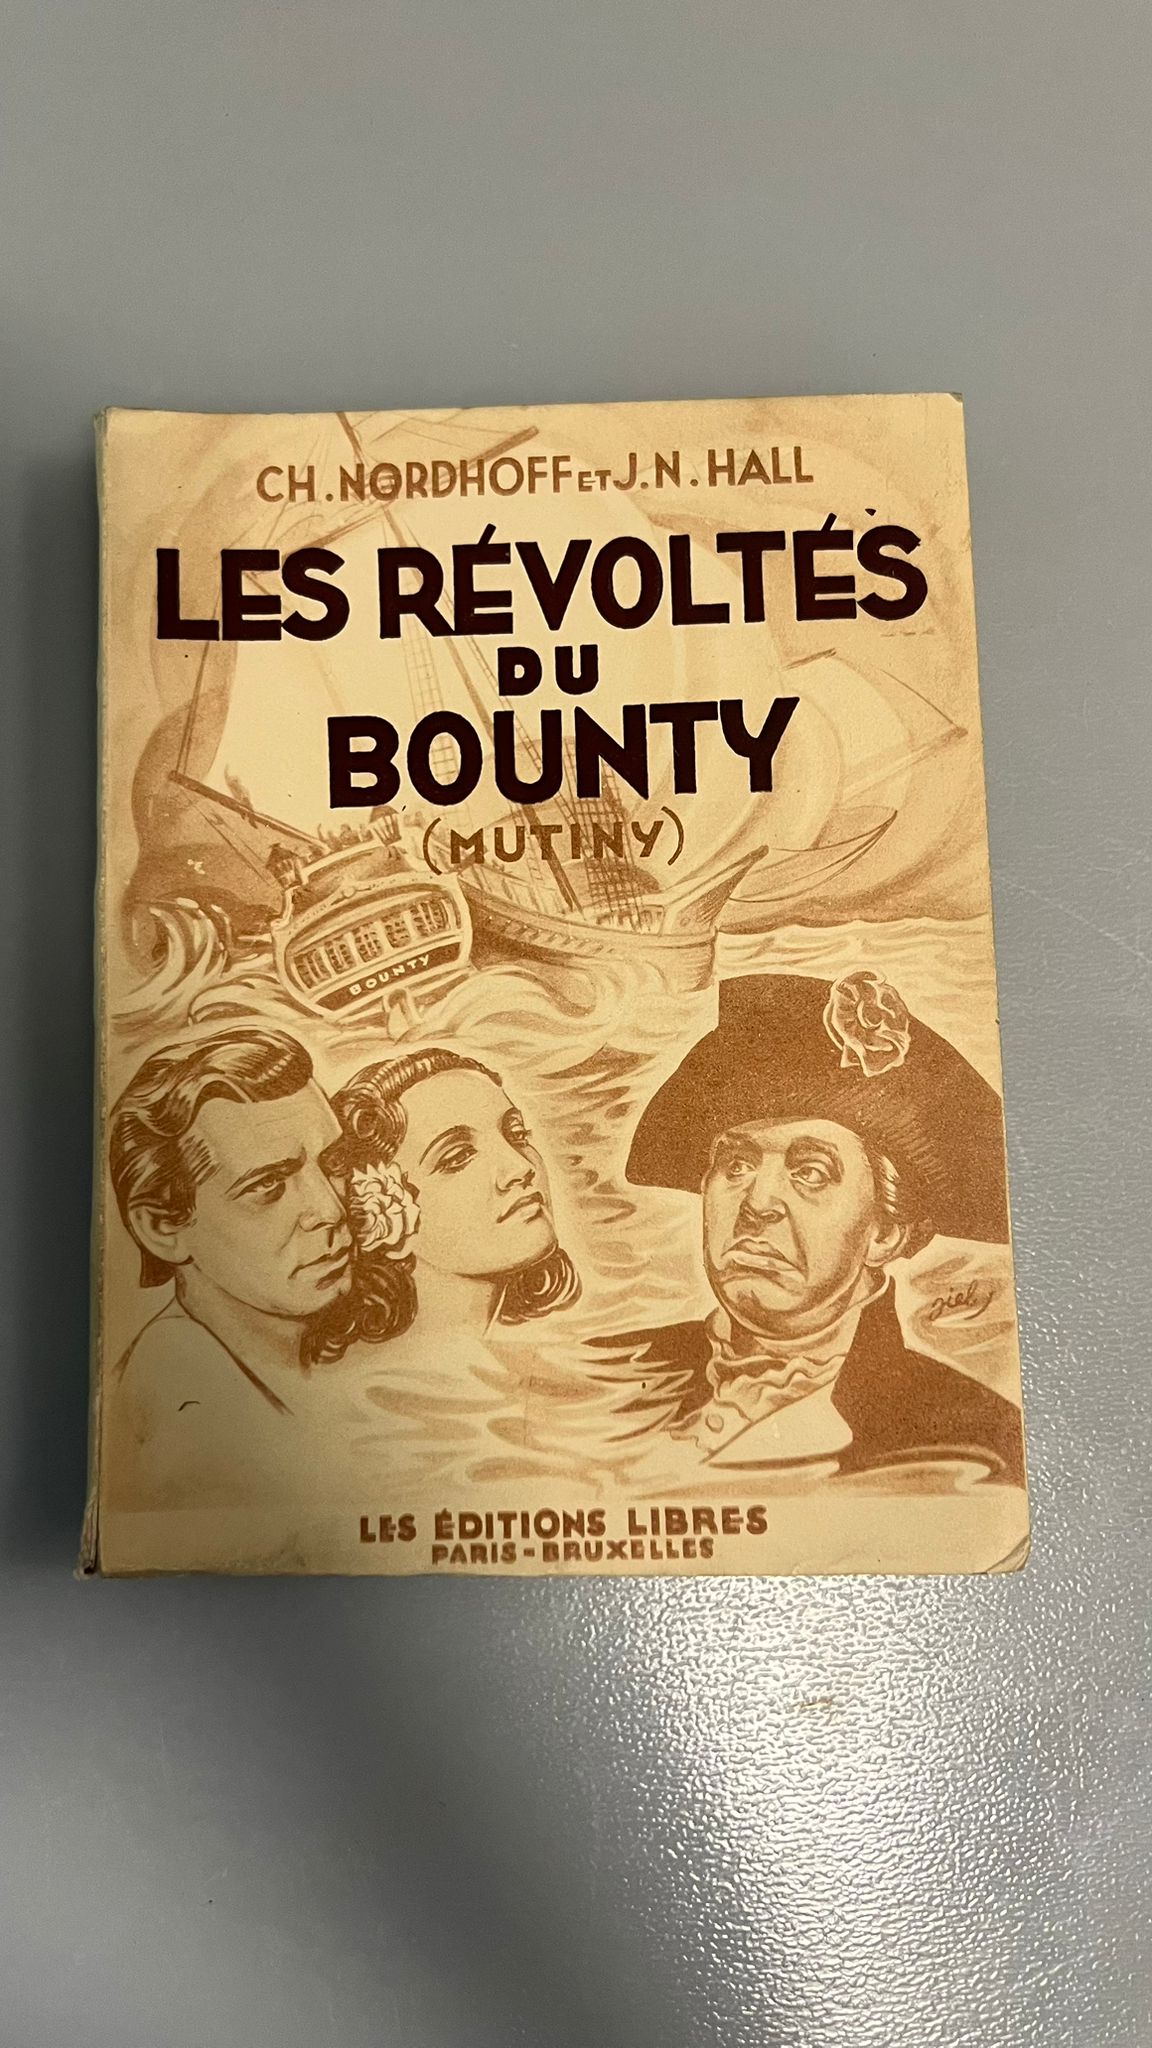 CH. NORDHOFF ET J. N. HALL
LES RÉVOLTÉS
DU
BOUNTY
(MUTINY)
BOUNTY
LES ÉDITIONS LIBRES
PARIS - BRUXELLES